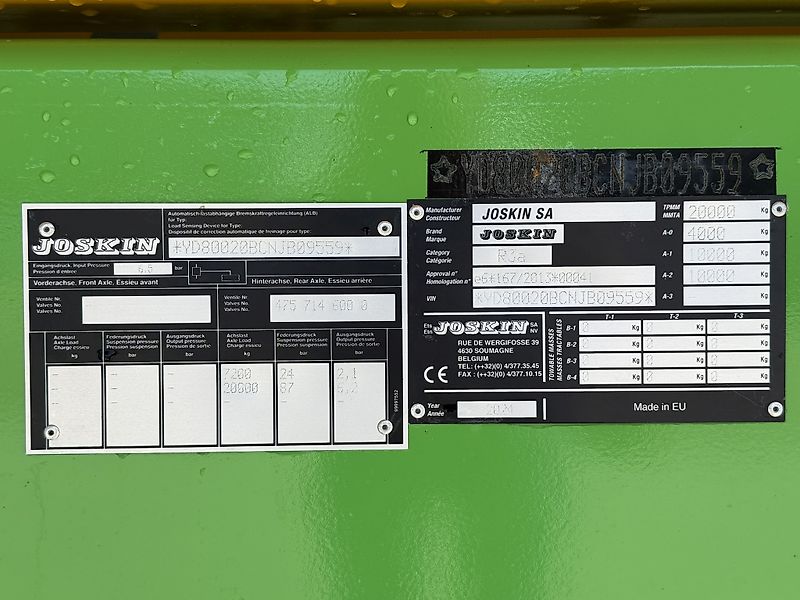 YD80020BCNJB09559
JOSKIN
Automatisch-lastabhängige Bremskraftregeleinrichtung (ALB)
für Typ:
Load Sensing Device for Type:
Dispositif de correction automatique de freinage pour type:
*YD80020BCNJB09559*
Eingangsdruck, Input Pressure
Pression d'entrée 6,5 bar
Vorderachse, Front Axle, Essieu avant
Hinterachse, Rear Axle, Essieu arrière
Ventile Nr.
Valves No.
Valves No.
Ventile Nr.
Valves No.
Valves No.
475 714 600 0
Achslast Federungsdruck Ausgangsdruck Achslast Federungsdruck Ausgangsdruck
Axle Load Suspension pressure Output pressure Axle Load Suspension pressure Output pressure
Charge essieu Pression suspension Pression de sortie Charge essieu Pression suspension Pression de sortie
kg bar bar kg bar bar
- - - 7200 24 2,1
- - - 20800 87
- - - - - -
Manufacturer
Constructeur
JOSKIN SA
TPMM
MMTA
20000 Kg
Brand
Marque
JOSKIN
A-0 4000 Kg
Category
Catégorie
R3a
A-1 10000 Kg
Approval n°
Homologation n°
e6*167/2013*00041
A-2 10000 Kg
VIN *YD80020BCNJB09559*
A-3 - Kg
Ets
JOSKIN
SA
NV
RUE DE WERGIFOSSE 39
4630 SOUMAGNE
BELGIUM
TEL: (++32)(0) 4/377.35.45
FAX : (++32)(0) 4/377.10.15
CE
TOWABLE MASSES
MASSES TRACTABLES
T-1 T-2 T-3
B-1 0 Kg 0 Kg 0 Kg
B-2 0 Kg 0 Kg 0 Kg
B-3 0 Kg 0 Kg 0 Kg
B-4 0 Kg 0 Kg 0 Kg
Year
Année
2021
Made in EU